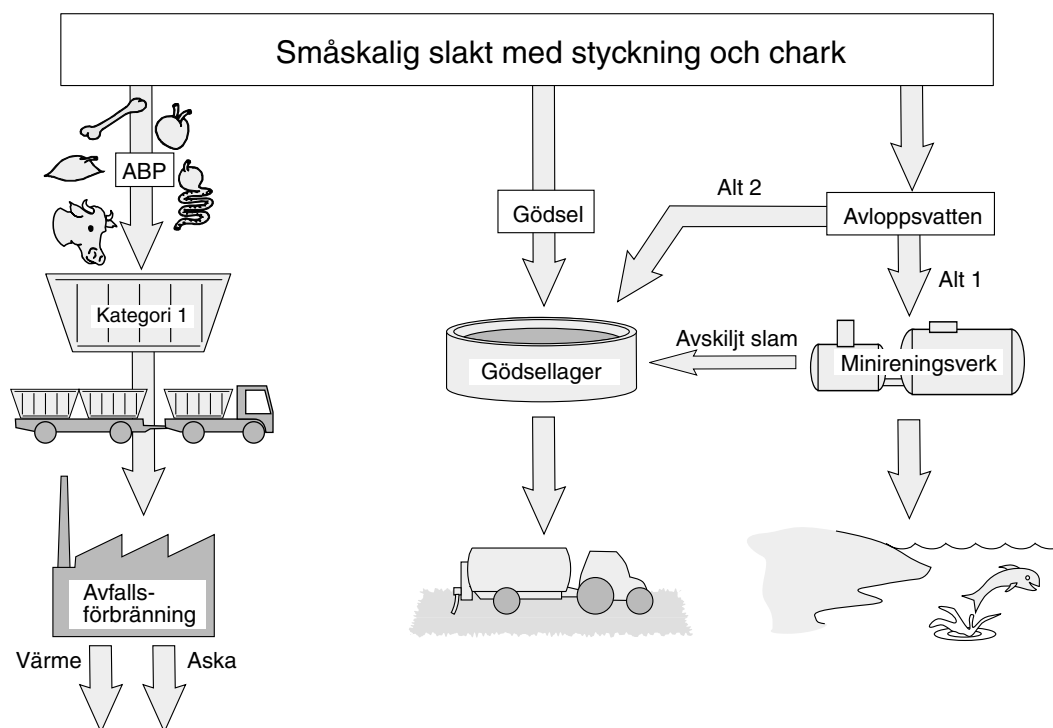 Småskalig slakt med styckning och chark
ABP
Gödsel
Alt 2
Avloppsvatten
Alt 1
Kategori 1
Avskiljt slam
Gödsellager
Minireningsverk
Avfalls-
förbränning
Värme
Aska